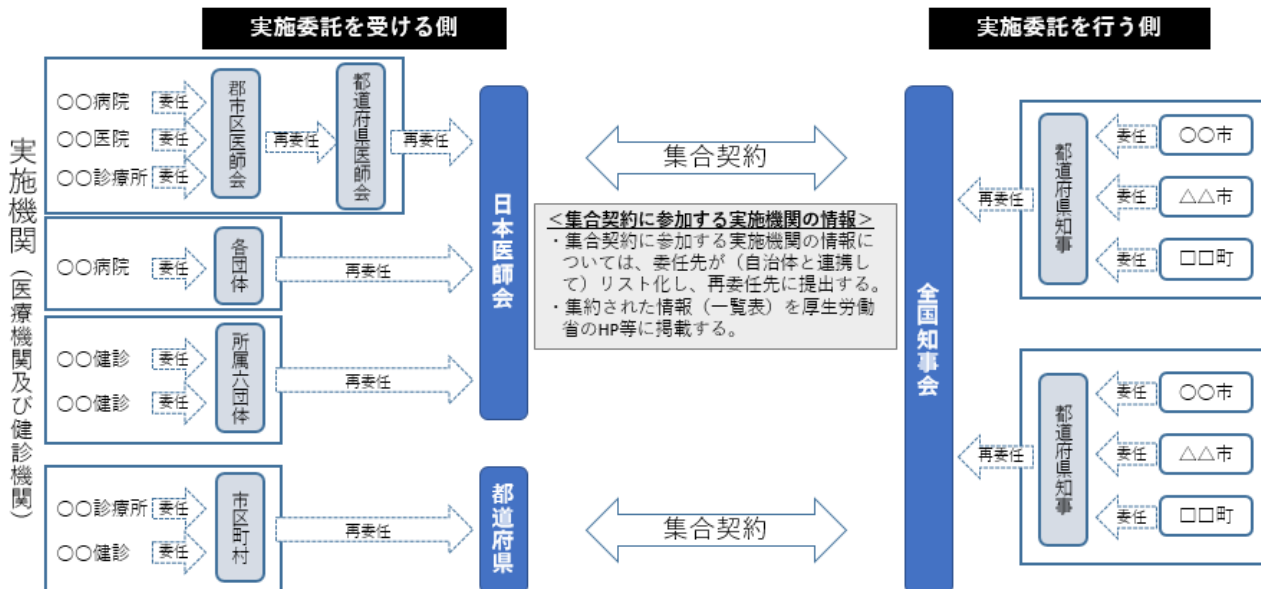 実施委託を受ける側
実施委託を行う側
実施機関（医療機関及び健診機関）
〇〇病院
委任
〇〇医院
委任
〇〇診療所
委任
郡市区医師会
再委任
都道府県医師会
再委任
〇〇病院
委任
各団体
再委任
〇〇健診
委任
〇〇健診
委任
所属六団体
再委任
〇〇診療所
委任
〇〇健診
委任
市区町村
再委任
日本医師会
都道府県
集合契約
＜集合契約に参加する実施機関の情報＞
・集合契約に参加する実施機関の情報に
ついては、委任先が（自治体と連携し
て）リスト化し、再委任先に提出する。
・集約された情報（一覧表）を厚生労働
省のHP等に掲載する。
集合契約
全国知事会
再委任
都道府県知事
委任
〇〇市
委任
△△市
委任
□□町
再委任
都道府県知事
委任
〇〇市
委任
△△市
委任
□□町